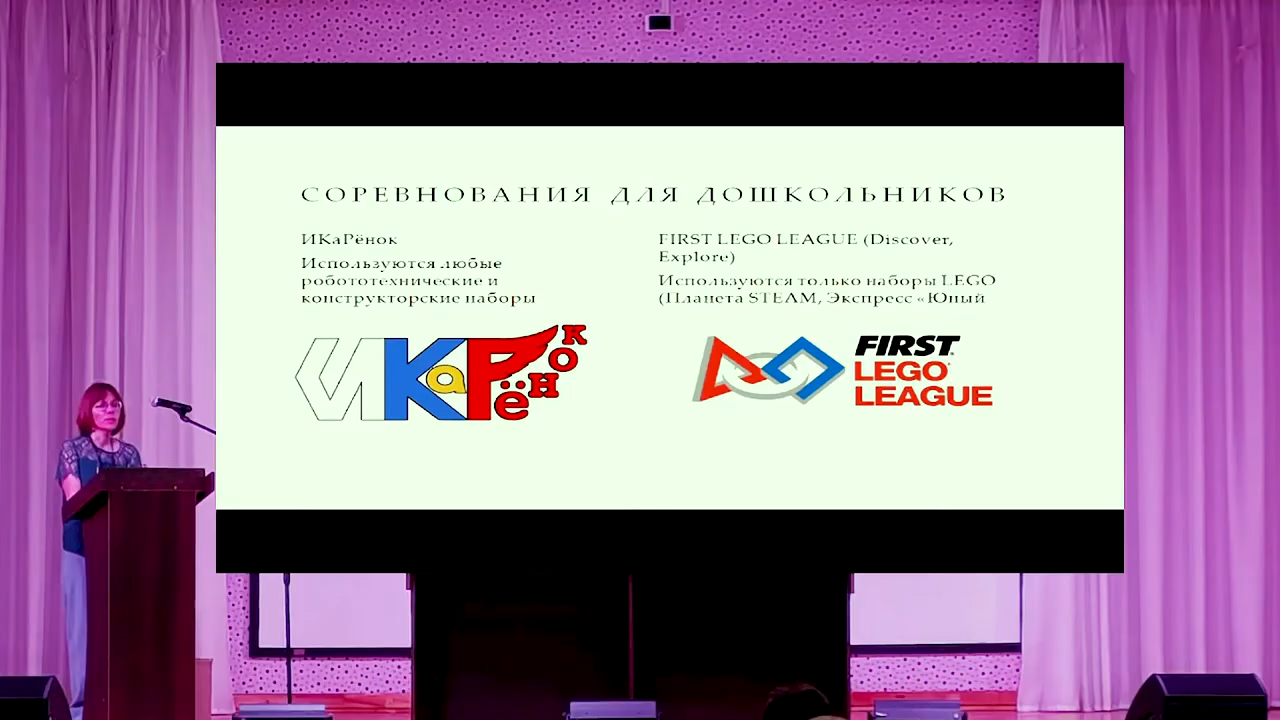 СОРЕВНОВАНИЯ ДЛЯ ДОШКОЛЬНИКОВ
ИКаРёнок
Используются любые
робототехнические и
конструкторские наборы
FIRST LEGO LEAGUE (Discover,
Explore)
Используются только наборы LEGO
(Планета STEAM, Экспресс «Юный
ИКаРёнок
FIRST
LEGO
LEAGUE